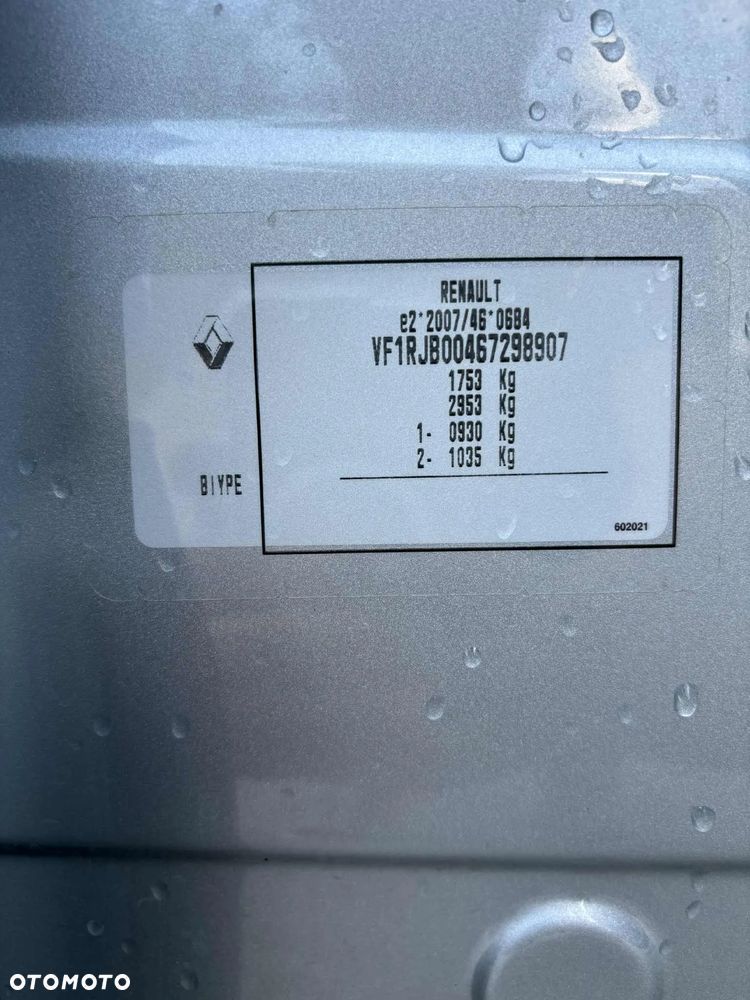 RENAULT
e2*2007/46*0684
VF1RJB00467298907
1753 Kg
2953 Kg
1- 0930 Kg
2- 1035 Kg
BIYPE
602021
OTOMOTO